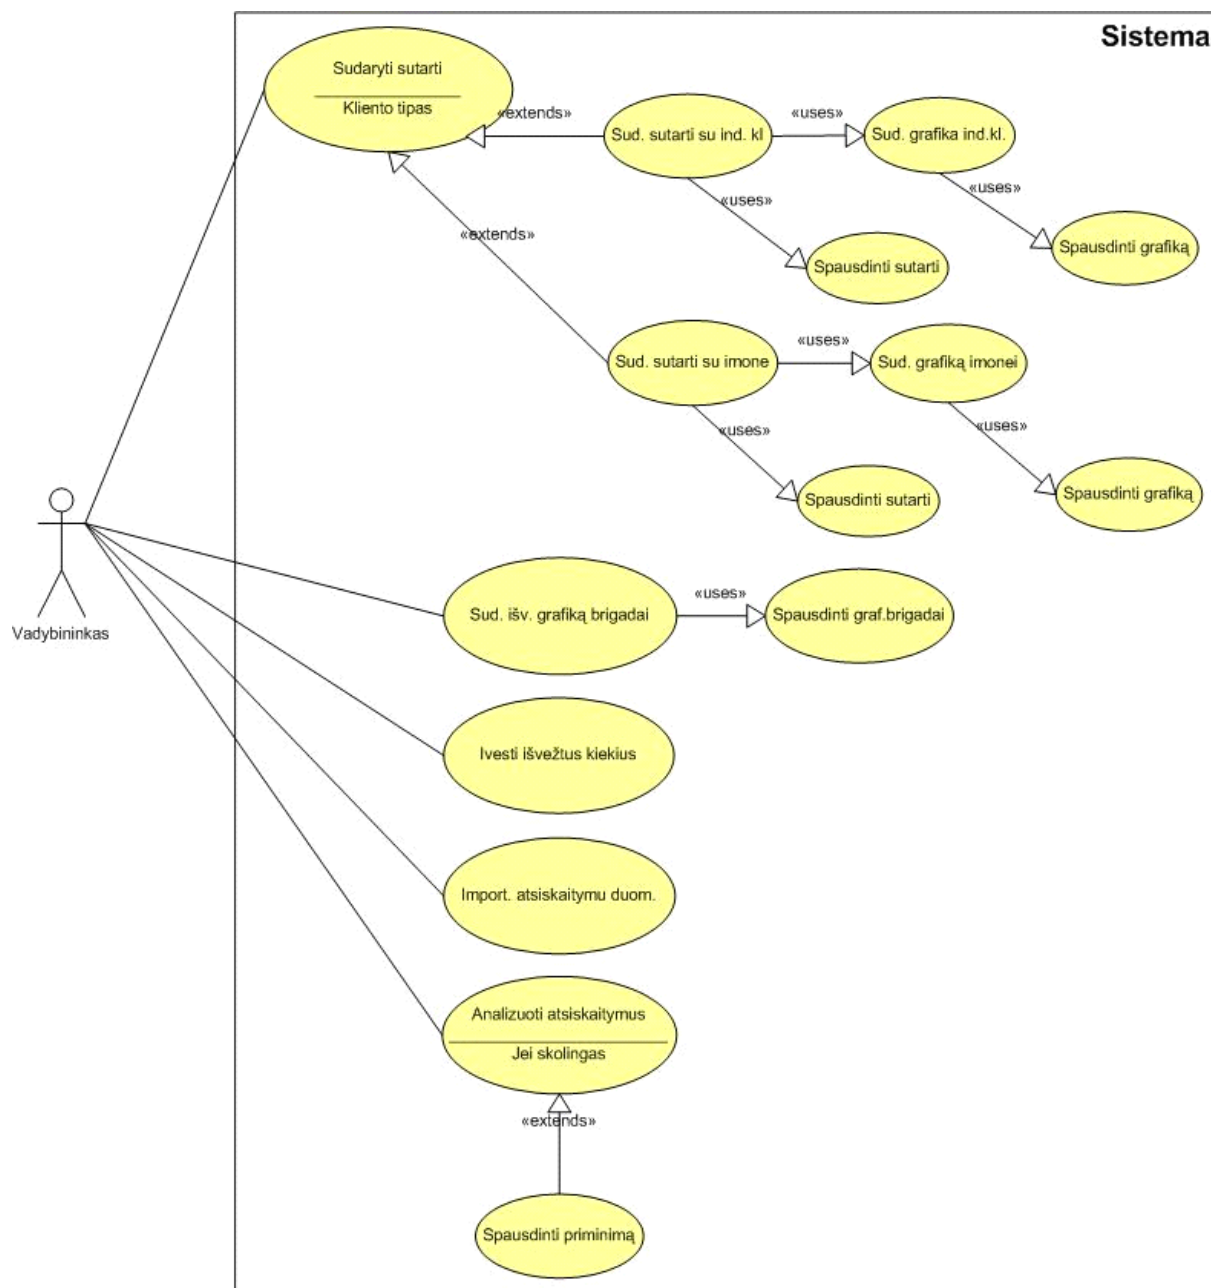 Sistema
Sudaryti sutarti
Kliento tipas
«extends»
Sud. sutarti su ind. kl
«uses»
Sud. grafika ind.kl.
«uses»
«uses»
Spausdinti sutarti
Spausdinti grafiką
«extends»
Sud. sutarti su imone
«uses»
Sud. grafiką imonei
«uses»
«uses»
Spausdinti sutarti
Spausdinti grafiką
Vadybininkas
Sud. išv. grafiką brigadai
«uses»
Spausdinti graf.brigadai
Ivesti išvežtus kiekius
Import. atsiskaitymu duom.
Analizuoti atsiskaitymus
Jei skolingas
«extends»
Spausdinti priminimą